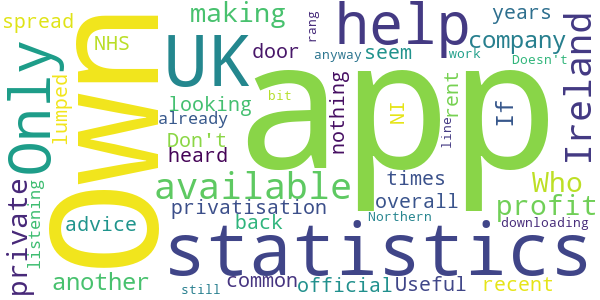 spread
NHS
making
door
rang
help
years
company
Ireland
own
UK
app
anyway
seem
work
Doesn't
Only
lumped
looking
already
Don't
heard
bit
nothing
NI
line
rent
If
Who
available
times
overall
profit
private
listening
advice
privatisation
back
Northern
downloading
statistics
another
common
official
Useful
recent
still